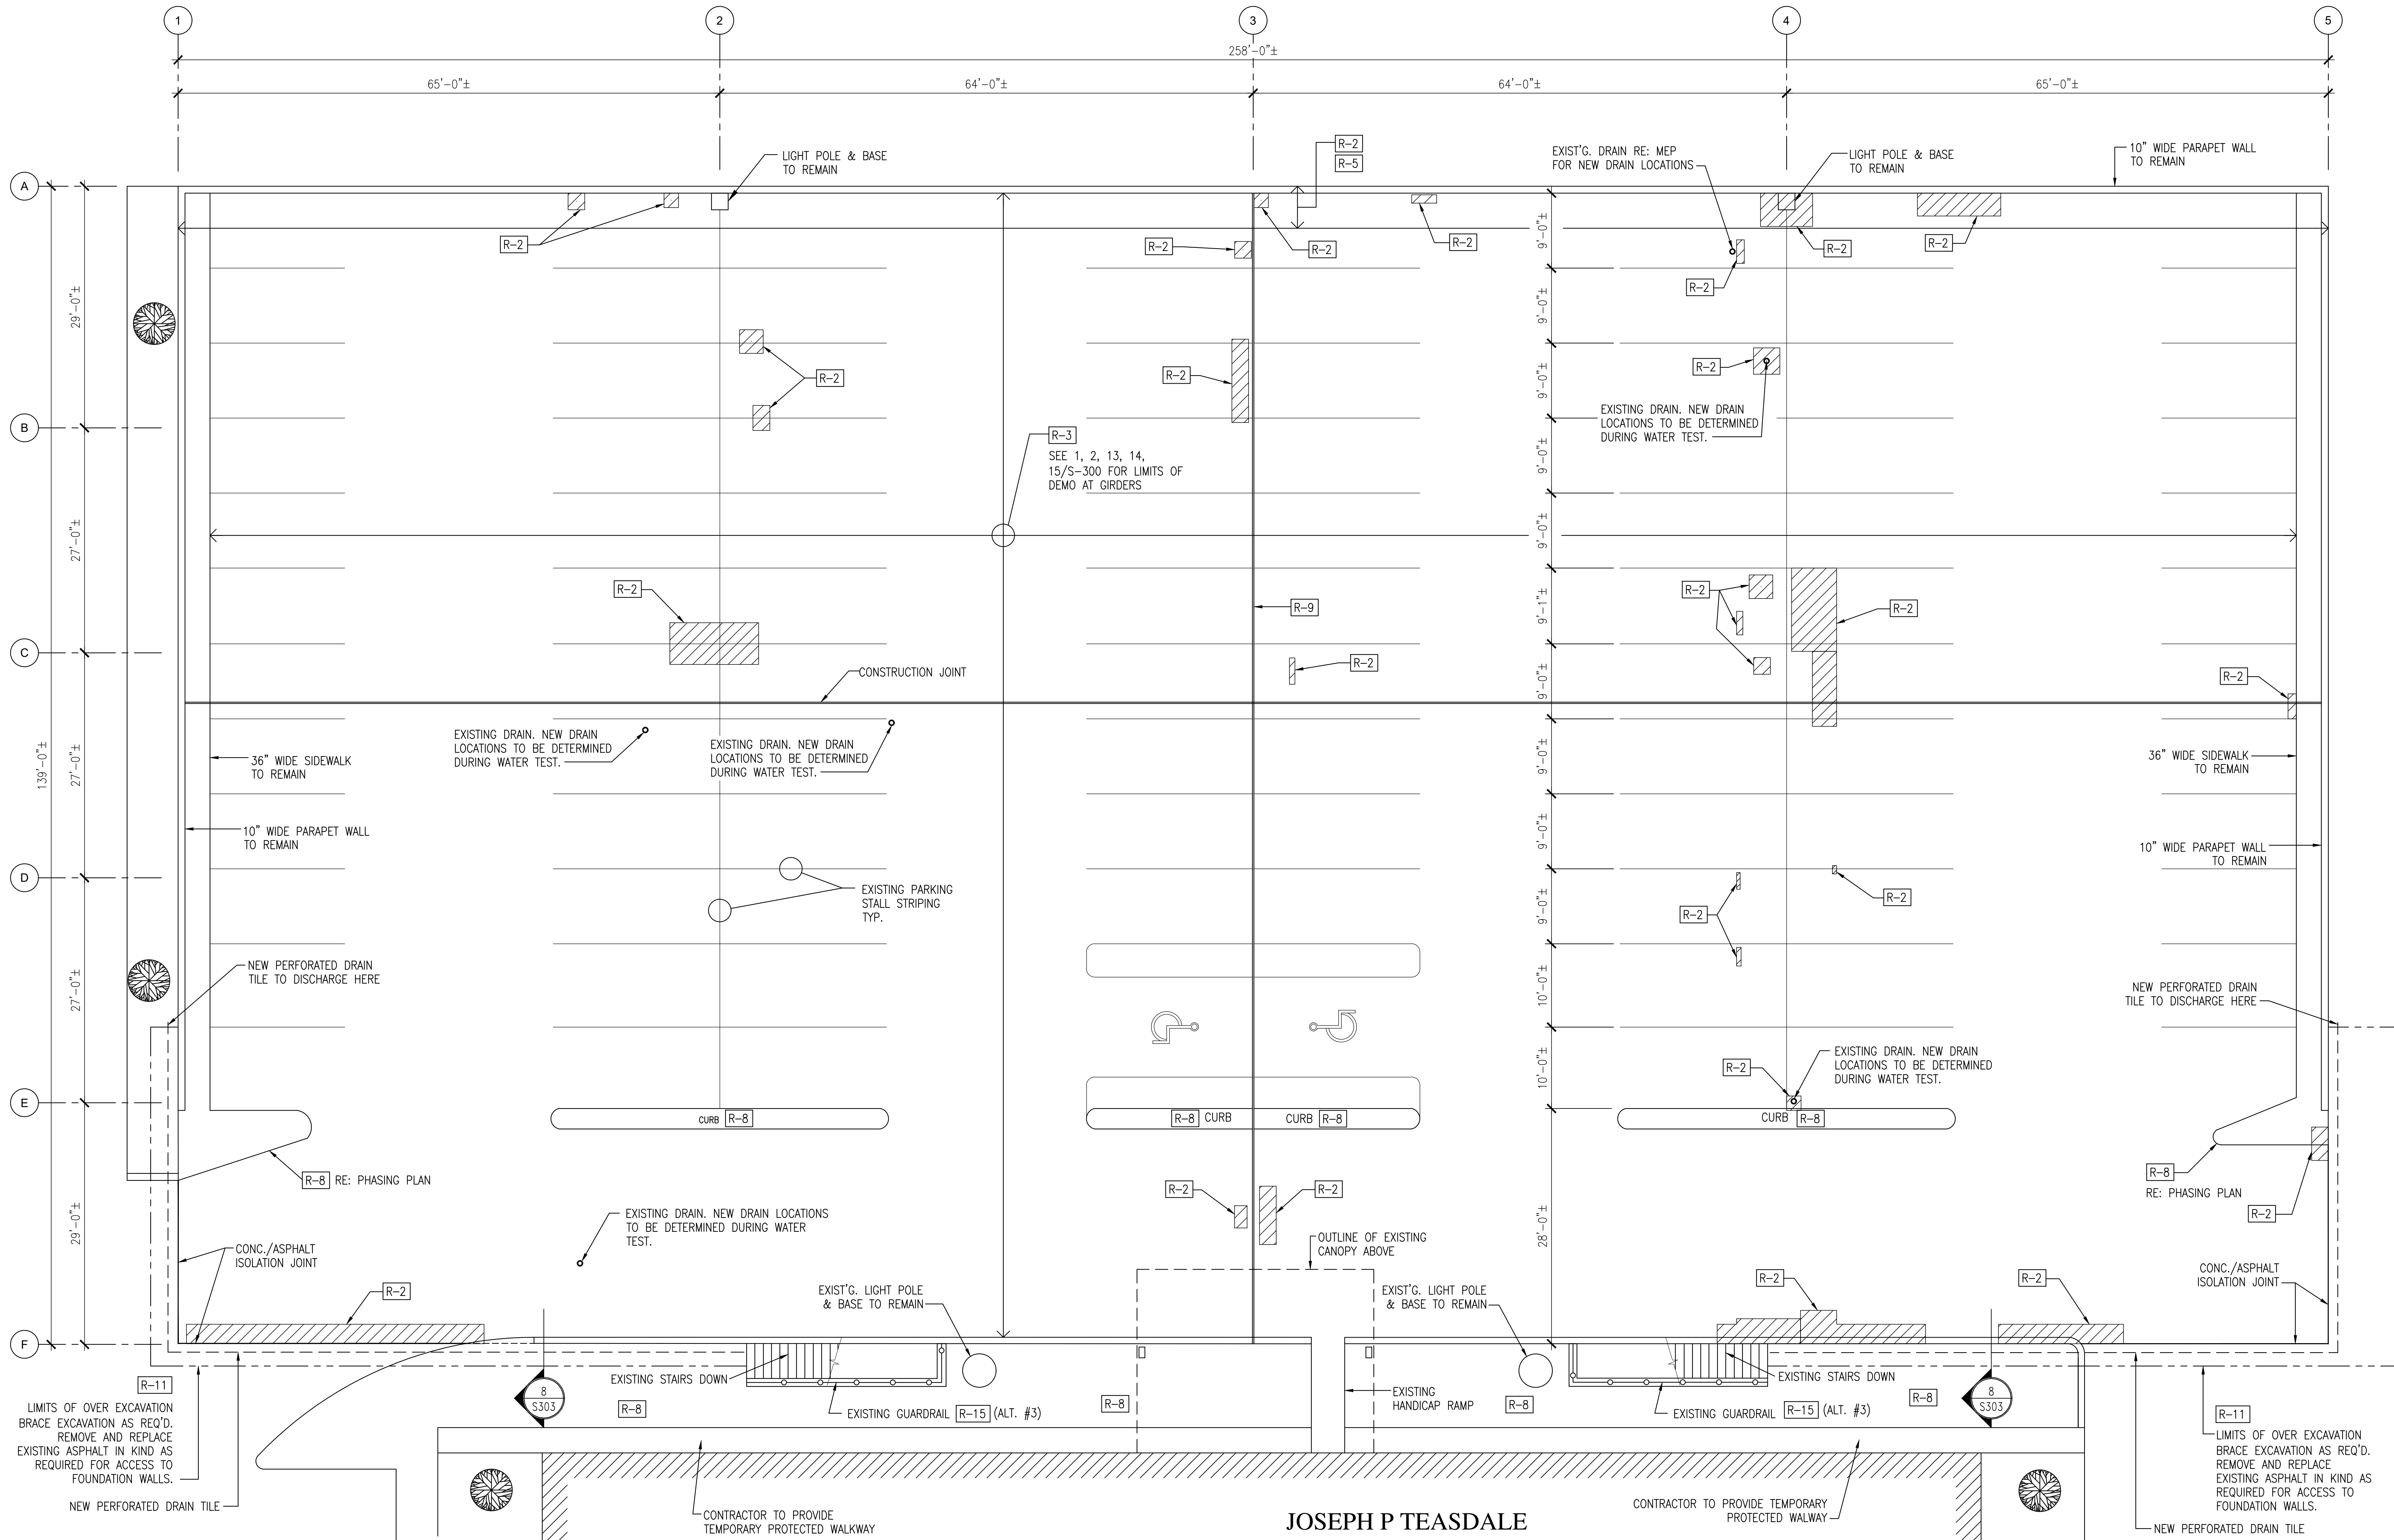 1
2
3
4
5
258'-0"±
65'-0"±
64'-0"±
64'-0"±
65'-0"±
LIGHT POLE & BASE
TO REMAIN
R-2
R-5
EXIST'G. DRAIN RE: MEP
FOR NEW DRAIN LOCATIONS
LIGHT POLE & BASE
TO REMAIN
10" WIDE PARAPET WALL
TO REMAIN
A
R-2
R-2
R-2
R-2
R-2
R-2
R-2
9'-0"±
29'-0"±
9'-0"±
R-2
R-2
R-2
9'-0"±
EXISTING DRAIN. NEW DRAIN
LOCATIONS TO BE DETERMINED
DURING WATER TEST.
B
R-3
SEE 1, 2, 13, 14,
15/S-300 FOR LIMITS OF
DEMO AT GIRDERS
9'-0"±
27'-0"±
9'-0"±
R-2
R-9
9'-1"±
R-2
R-2
C
CONSTRUCTION JOINT
R-2
9'-0"±
R-2
EXISTING DRAIN. NEW DRAIN
LOCATIONS TO BE DETERMINED
DURING WATER TEST.
EXISTING DRAIN. NEW DRAIN
LOCATIONS TO BE DETERMINED
DURING WATER TEST.
139'-0"±
27'-0"±
36" WIDE SIDEWALK
TO REMAIN
9'-0"±
36" WIDE SIDEWALK
TO REMAIN
10" WIDE PARAPET WALL
TO REMAIN
9'-0"±
10" WIDE PARAPET WALL
TO REMAIN
D
EXISTING PARKING
STALL STRIPING
TYP.
9'-0"±
R-2
R-2
27'-0"±
NEW PERFORATED DRAIN
TILE TO DISCHARGE HERE
10'-0"±
NEW PERFORATED DRAIN
TILE TO DISCHARGE HERE
10'-0"±
R-2
EXISTING DRAIN. NEW DRAIN
LOCATIONS TO BE DETERMINED
DURING WATER TEST.
E
CURB R-8
R-8 CURB
CURB R-8
CURB R-8
R-8 RE: PHASING PLAN
R-2
R-2
R-8
RE: PHASING PLAN
R-2
29'-0"±
28'-0"±
EXISTING DRAIN. NEW DRAIN LOCATIONS
TO BE DETERMINED DURING WATER
TEST.
CONC./ASPHALT
ISOLATION JOINT
OUTLINE OF EXISTING
CANOPY ABOVE
CONC./ASPHALT
ISOLATION JOINT
R-2
EXIST'G. LIGHT POLE
& BASE TO REMAIN
EXIST'G. LIGHT POLE
& BASE TO REMAIN
R-2
R-2
F
R-11
LIMITS OF OVER EXCAVATION
BRACE EXCAVATION AS REQ'D.
REMOVE AND REPLACE
EXISTING ASPHALT IN KIND AS
REQUIRED FOR ACCESS TO
FOUNDATION WALLS.
NEW PERFORATED DRAIN TILE
8
S303
R-8
EXISTING STAIRS DOWN
EXISTING GUARDRAIL R-15 (ALT. #3)
R-8
EXISTING
HANDICAP RAMP
R-8
EXISTING STAIRS DOWN
EXISTING GUARDRAIL R-15 (ALT. #3)
R-8
8
S303
R-11
LIMITS OF OVER EXCAVATION
BRACE EXCAVATION AS REQ'D.
REMOVE AND REPLACE
EXISTING ASPHALT IN KIND AS
REQUIRED FOR ACCESS TO
FOUNDATION WALLS.
NEW PERFORATED DRAIN TILE
CONTRACTOR TO PROVIDE
TEMPORARY PROTECTED WALKWAY
CONTRACTOR TO PROVIDE TEMPORARY
PROTECTED WALWAY
JOSEPH P TEASDALE